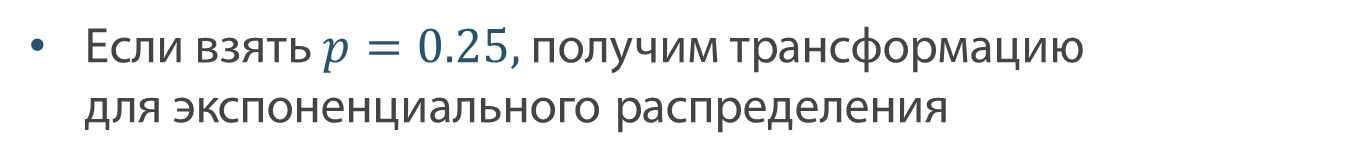 • Если взять p = 0.25, получим трансформацию
для экспоненциального распределения